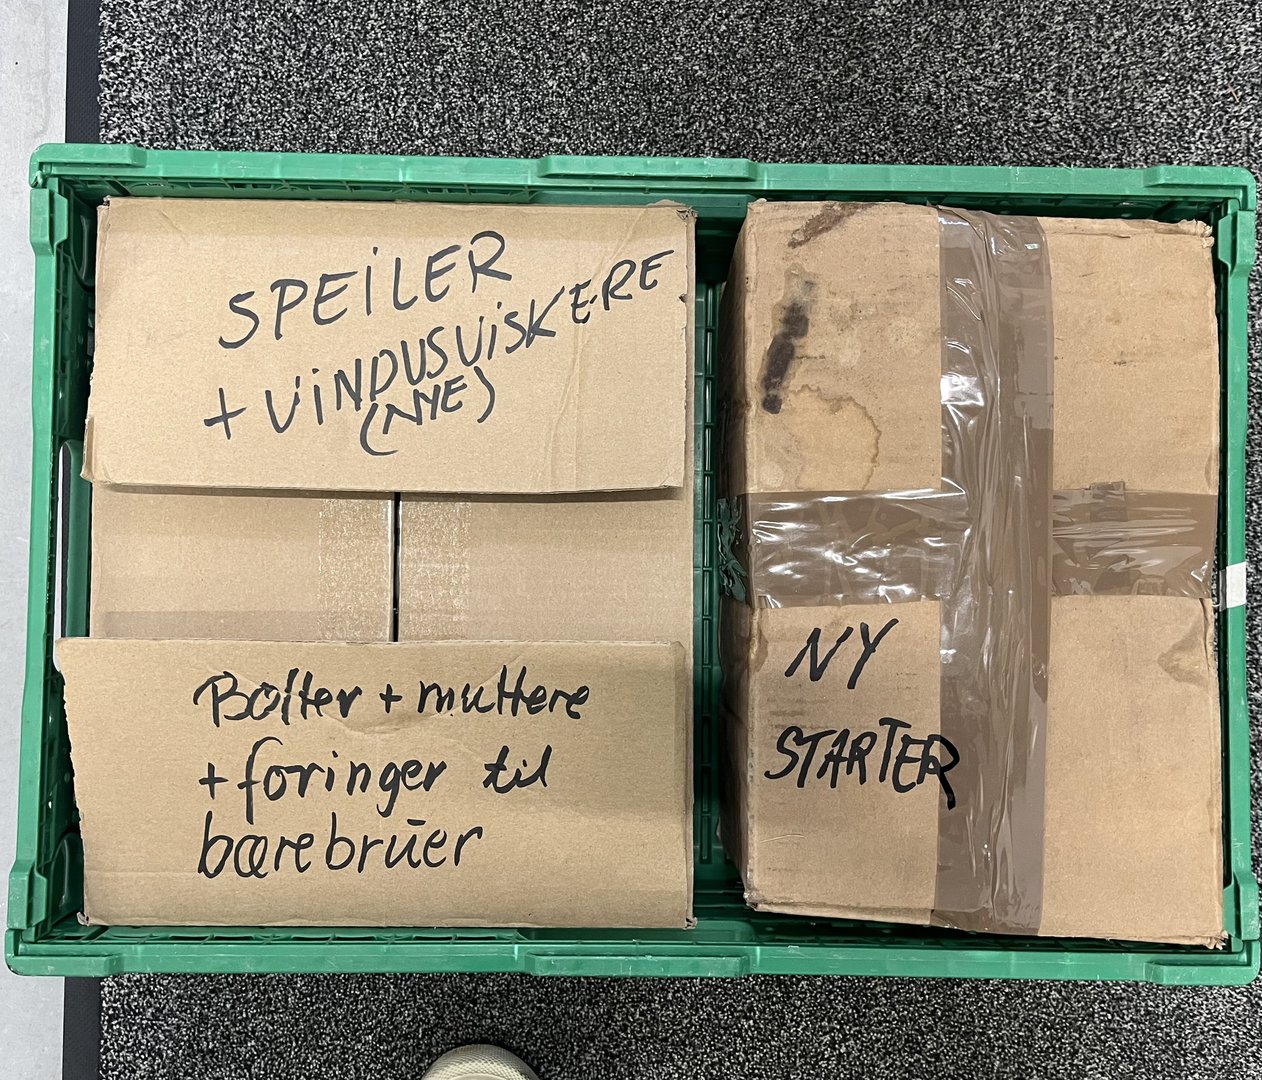 SPEILER
+ VINDUSVISKERE
(NYE)
Bolter + muttere
+ foringer til
bærebruer
NY
STARTER